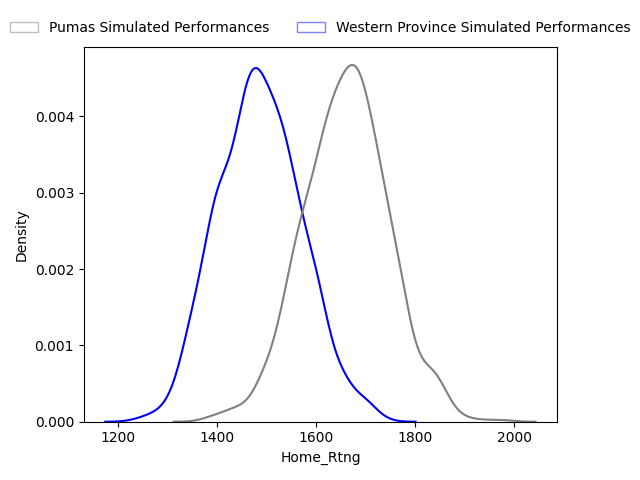 Pumas Simulated Performances Western Province Simulated Performances
0.004
0.003
0.002
0.001
0.000
Density
1200 1400 1600 1800 2000
Home_Rtng